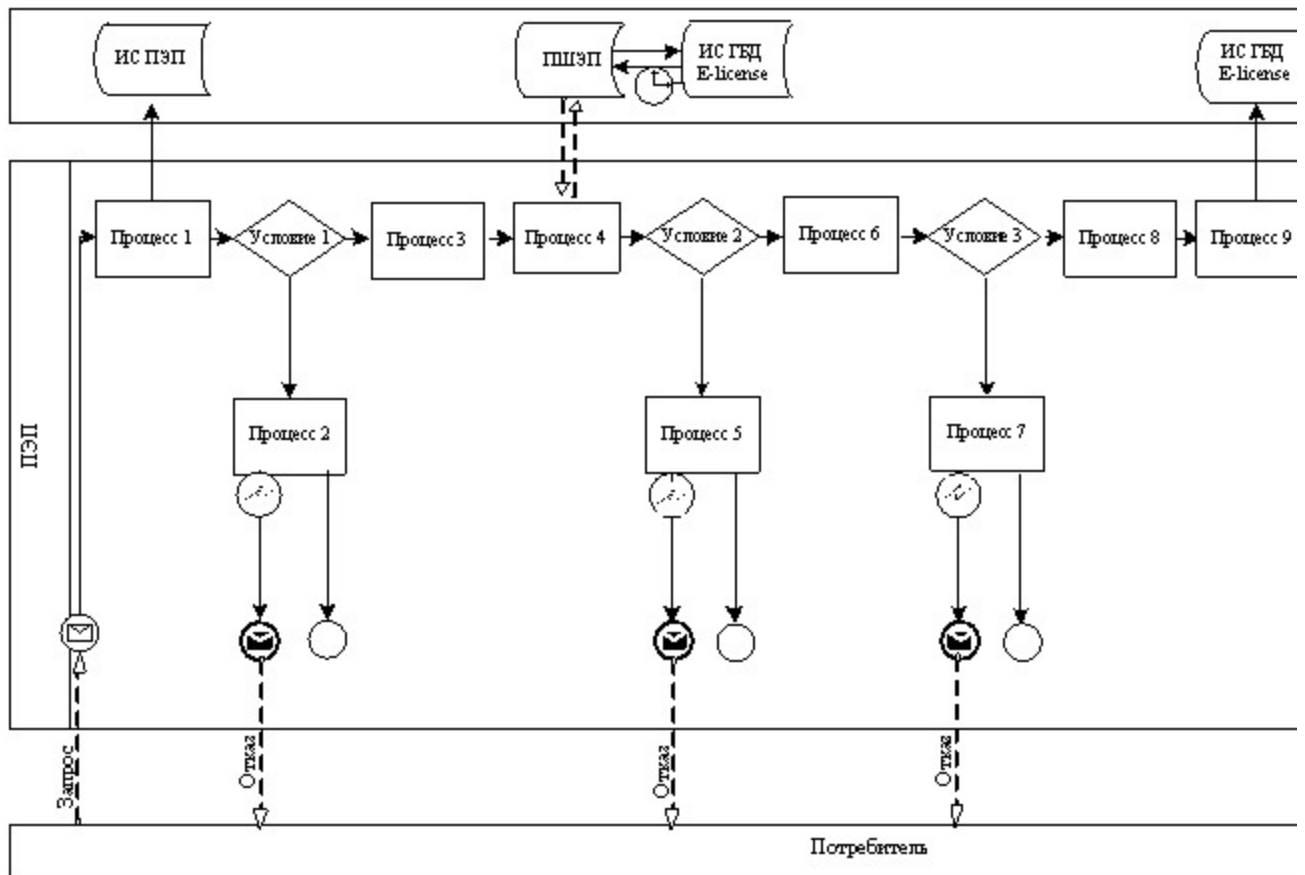 ИС ПЭП
ПШЭП
ИС ГБД
E-license
ИС ГБД
E-license
ПЭП
Процесс 1
Условие 1
Процесс 3
Процесс 4
Условие 2
Процесс 6
Условие 3
Процесс 8
Процесс 9
Процесс 2
Процесс 5
Процесс 7
Запрос
Отказ
Отказ
Отказ
Потребитель